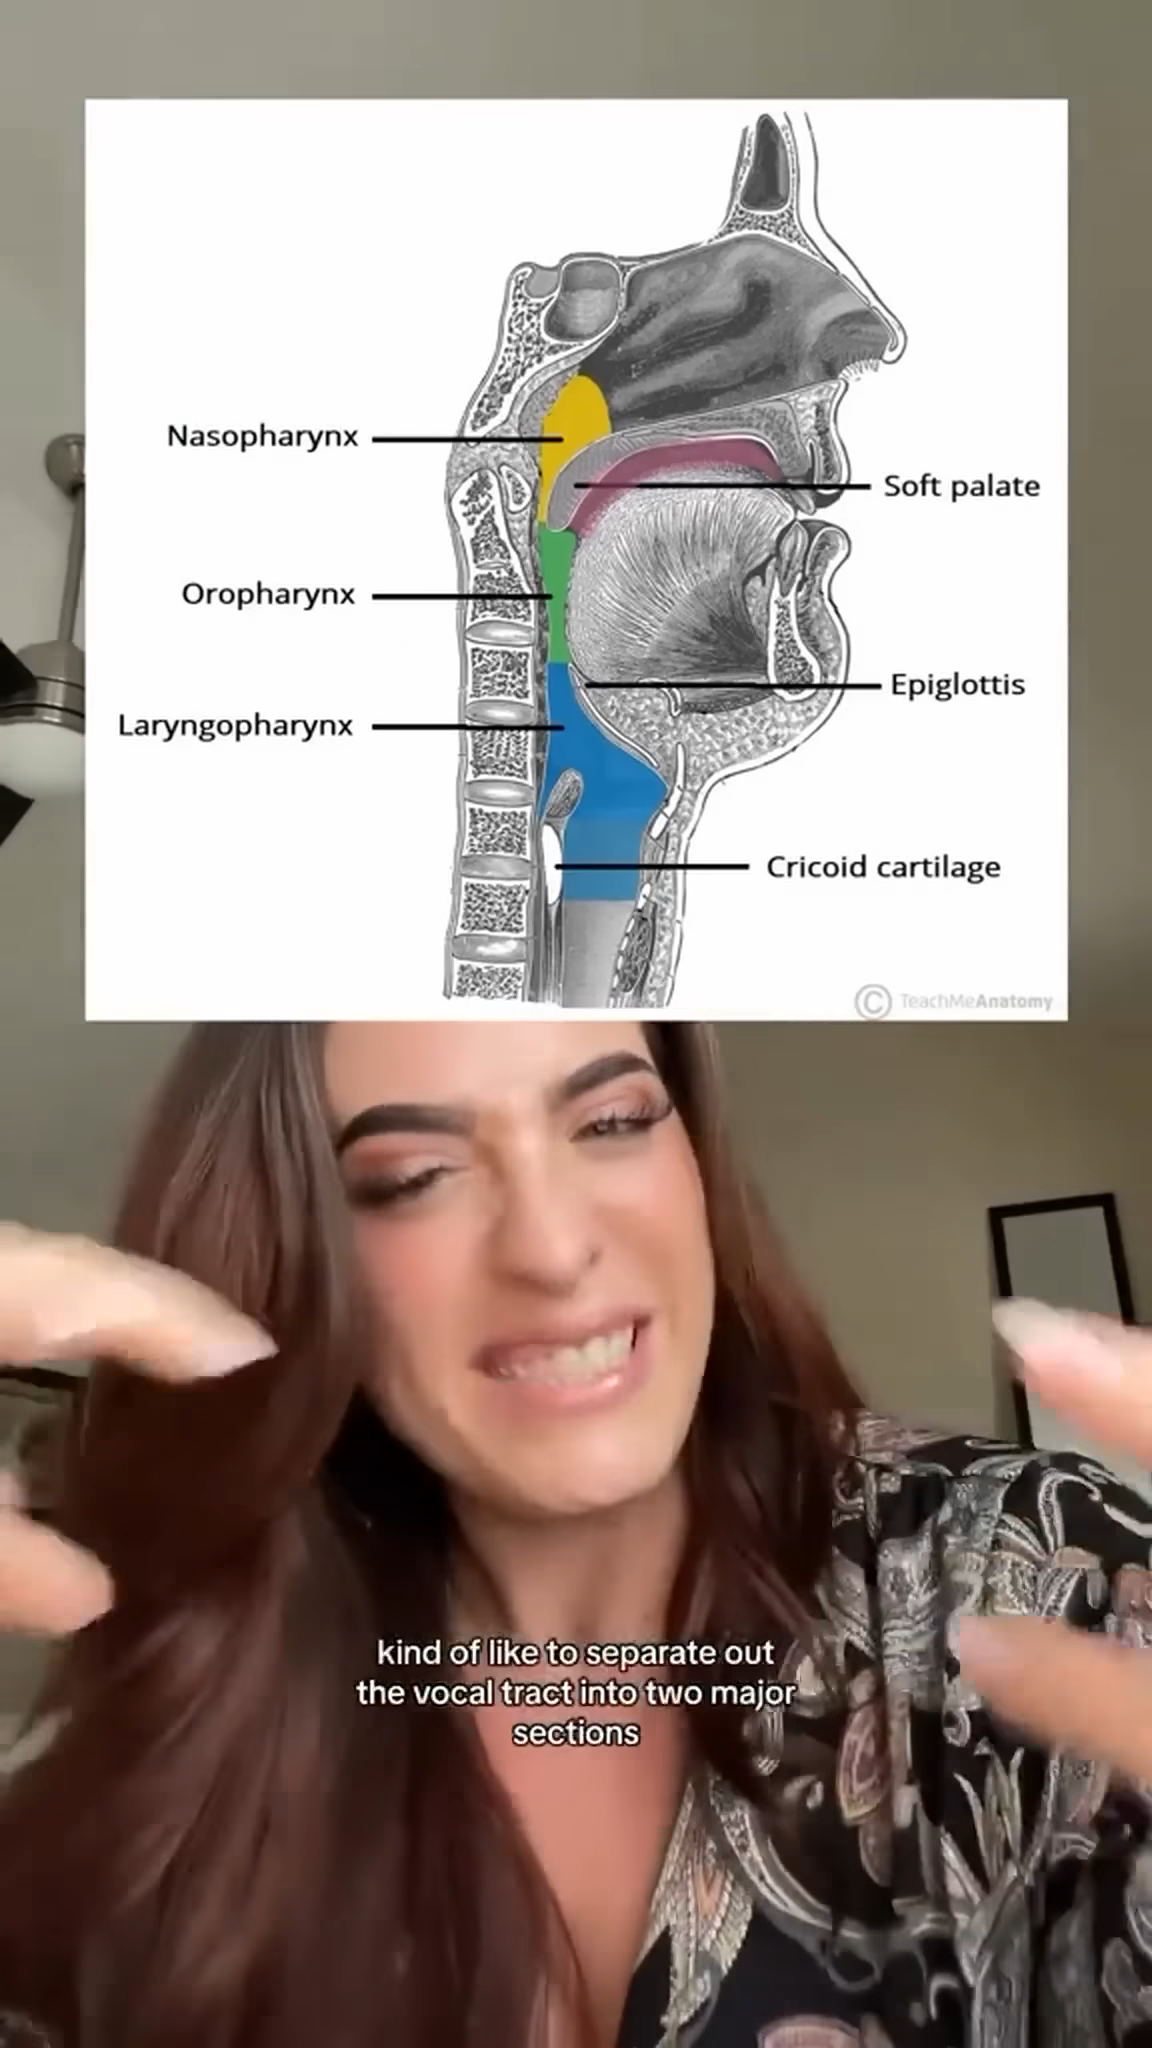 Nasopharynx
Soft palate
Oropharynx
Epiglottis
Laryngopharynx
Cricoid cartilage
© TeachMeAnatomy
kind of like to separate out
the vocal tract into two major
sections